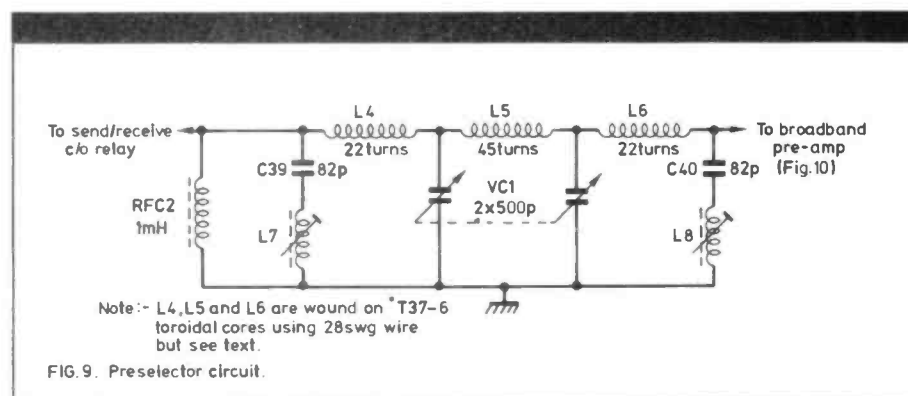 L4
L5
L6
To send/receive
c/o relay
22turns
45turns
22turns
To broadband
pre-amp
(Fig.10)
C39
82p
C40
82p
VC1
2x500p
RFC2
1mH
L7
L8
Note:- L4,L5 and L6 are wound on *T37-6
toroidal cores using 28swg wire
but see text.
FIG.9. Preselector circuit.